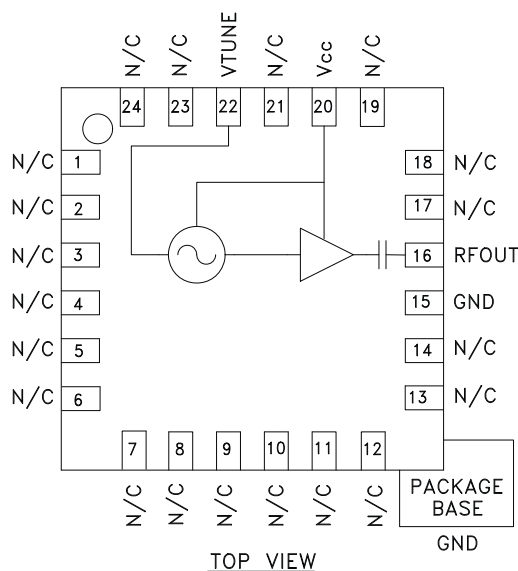 N/C N/C VTUNE N/C Vcc N/C
24 23 22 21 20 19
N/C 1 18 N/C
N/C 2 17 N/C
N/C 3 16 RFOUT
N/C 4 15 GND
N/C 5 14 N/C
N/C 6 13 N/C
7 8 9 10 11 12
N/C N/C N/C N/C N/C N/C
PACKAGE
BASE
GND
TOP VIEW